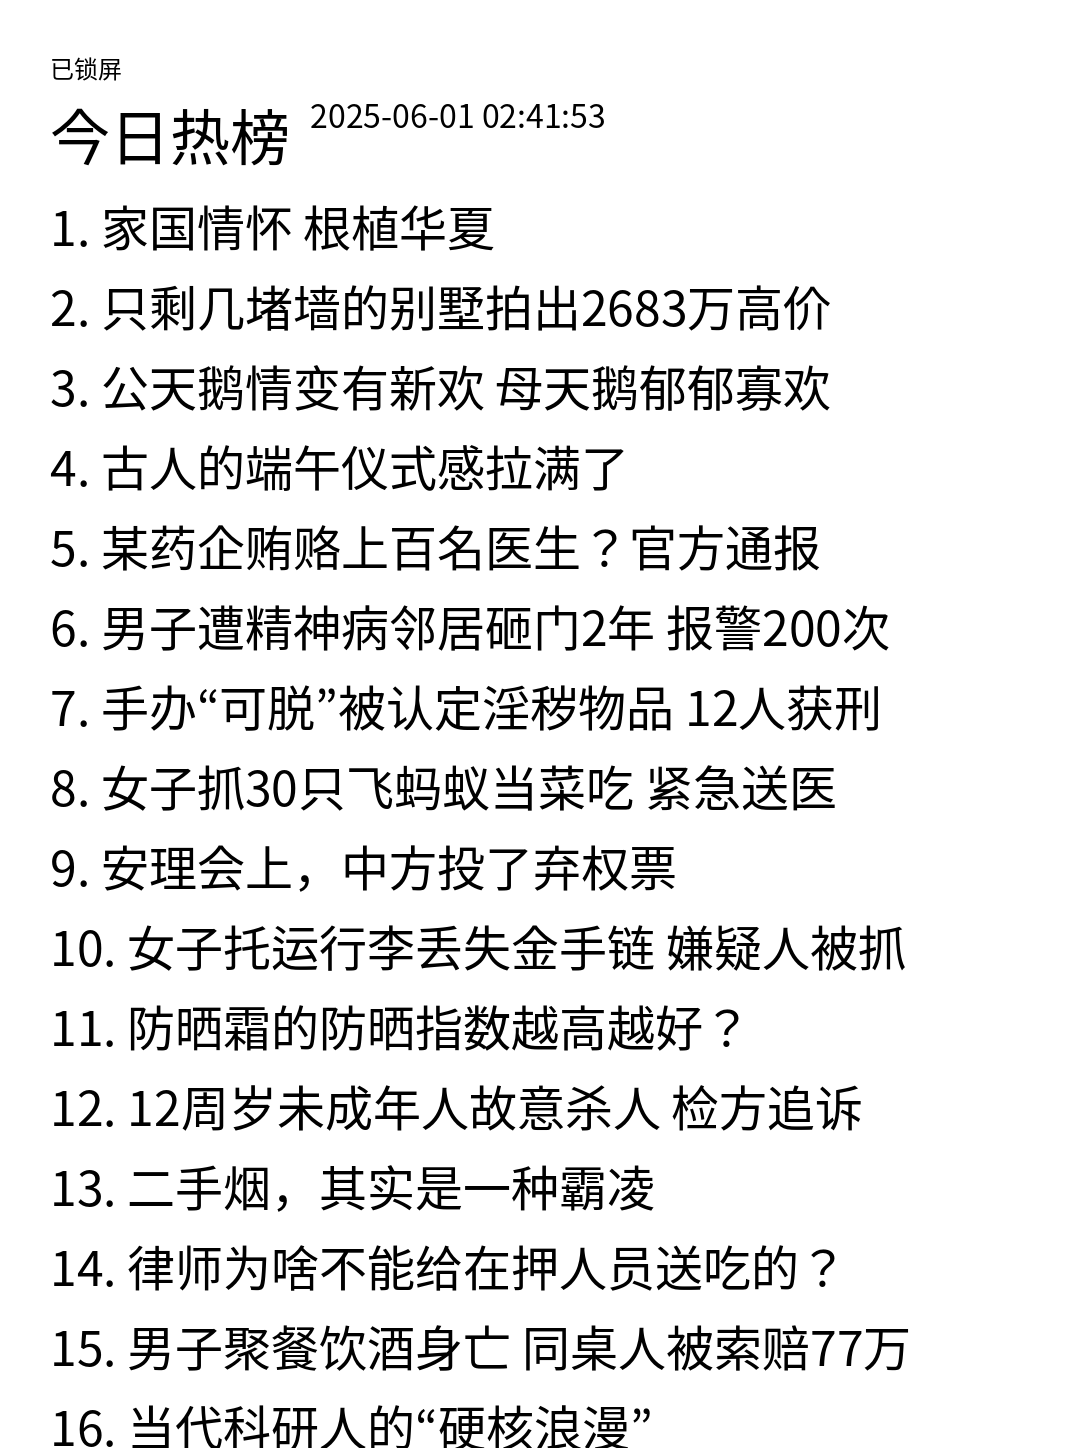 已锁屏
今日热榜 2025-06-01 02:41:53
1. 家国情怀 根植华夏
2. 只剩几堵墙的别墅拍出2683万高价
3. 公天鹅情变有新欢 母天鹅郁郁寡欢
4. 古人的端午仪式感拉满了
5. 某药企贿赂上百名医生？官方通报
6. 男子遭精神病邻居砸门2年 报警200次
7. 手办“可脱”被认定淫秽物品 12人获刑
8. 女子抓30只飞蚂蚁当菜吃 紧急送医
9. 安理会上，中方投了弃权票
10. 女子托运行李丢失金手链 嫌疑人被抓
11. 防晒霜的防晒指数越高越好？
12. 12周岁未成年人故意杀人 检方追诉
13. 二手烟，其实是一种霸凌
14. 律师为啥不能给在押人员送吃的？
15. 男子聚餐饮酒身亡 同桌人被索赔77万
16. 当代科研人的“硬核浪漫”